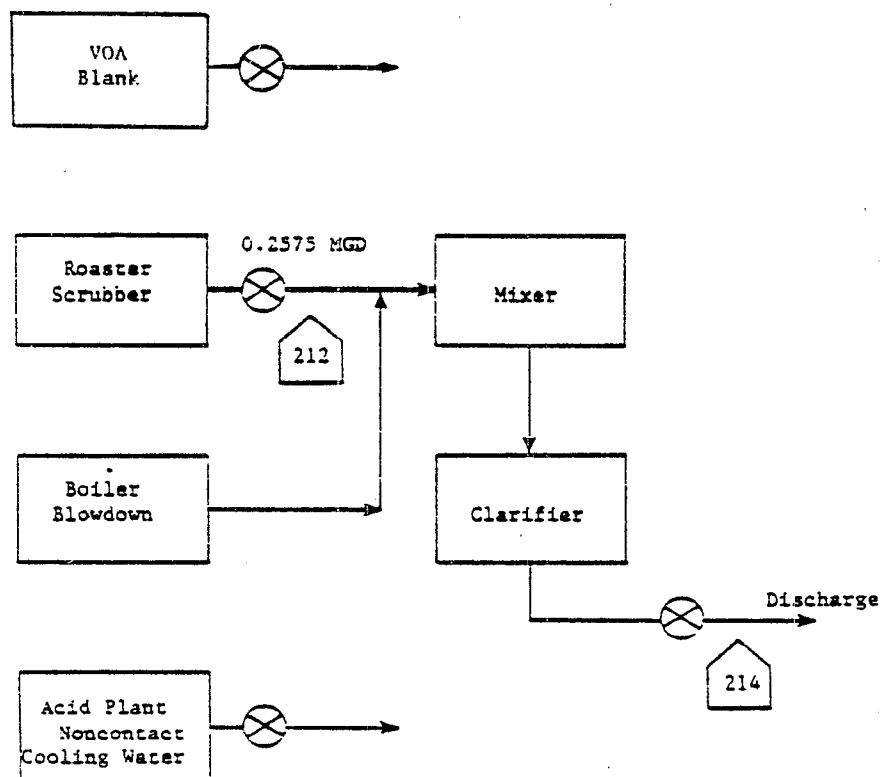 VOA
Blank
0.2575 MGD
Roaster
Scrubber
Mixer
212
Boiler
Blowdown
Clarifier
Discharge
214
Acid Plant
Noncontact
Cooling Water